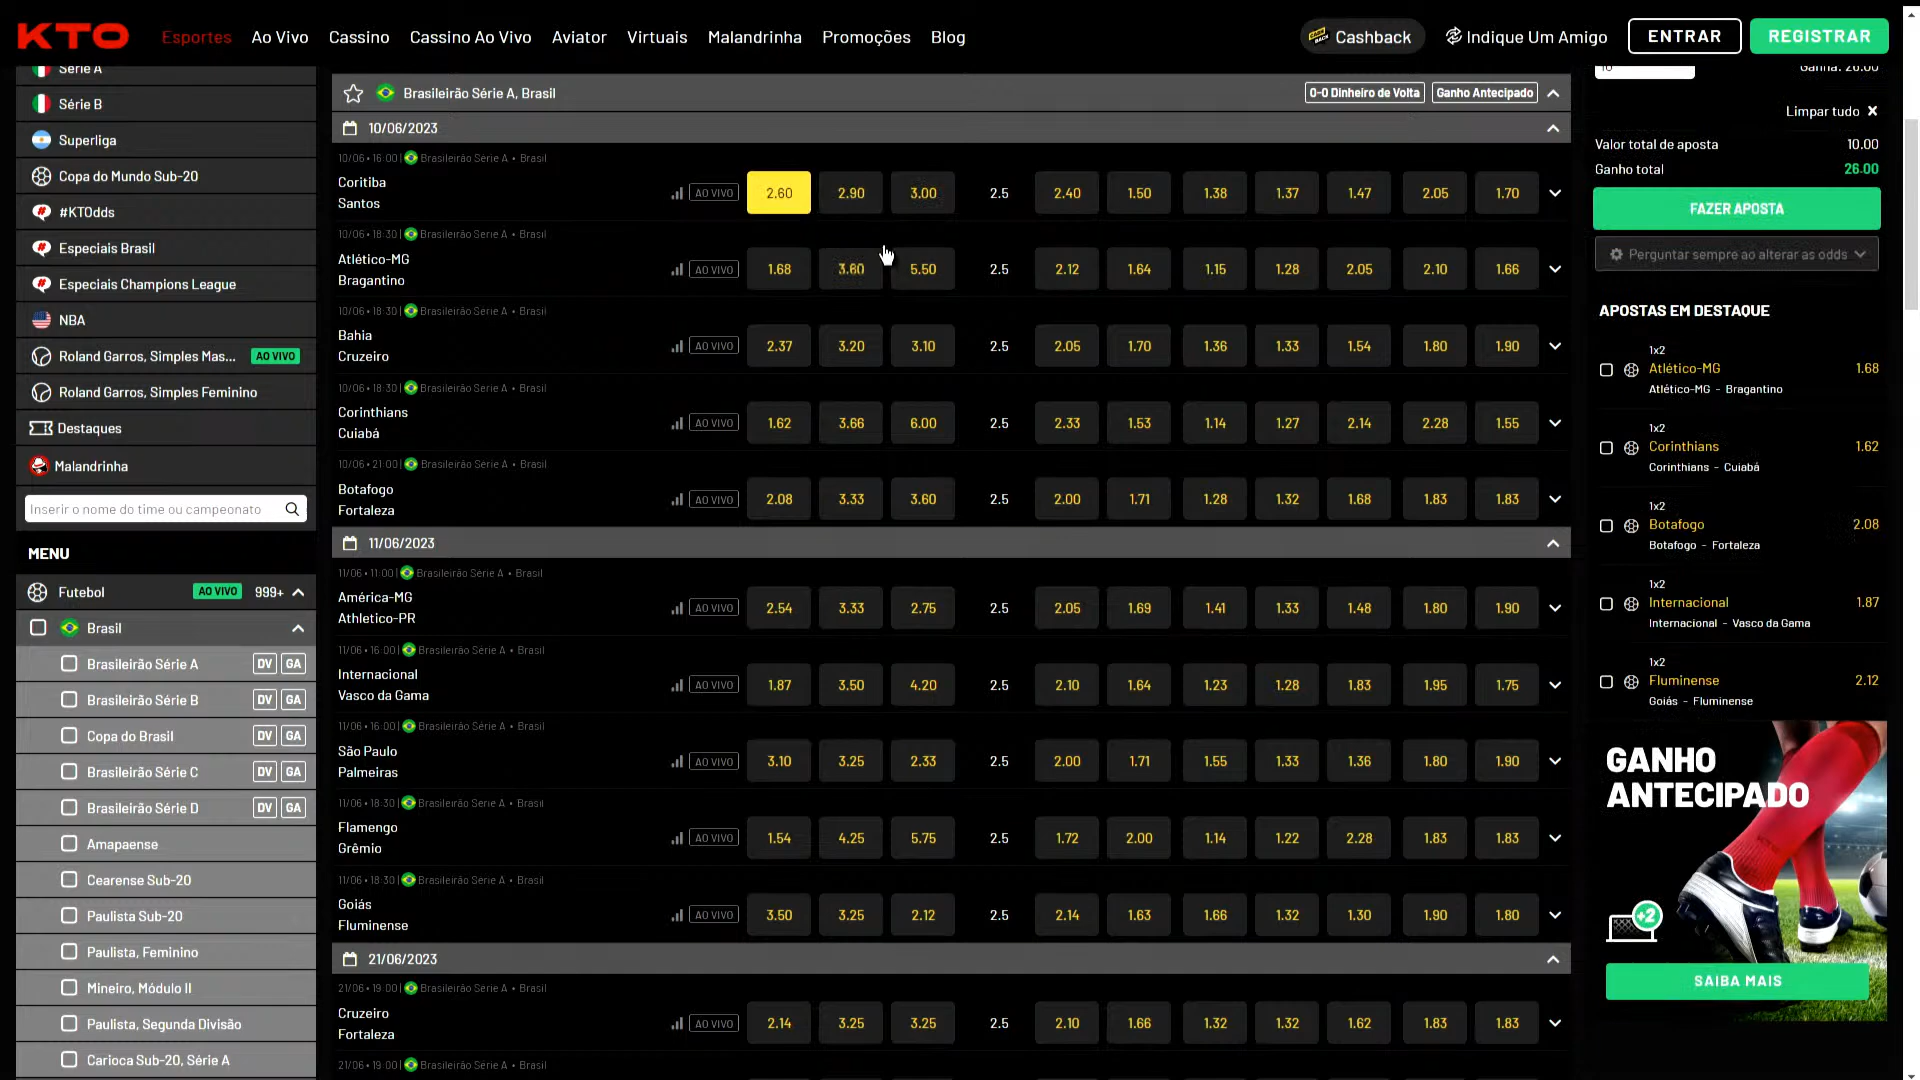 KTO Esportes Ao Vivo Cassino Cassino Ao Vivo Aviator Virtuais Malandrinha Promoções Blog Cashback Indique Um Amigo ENTRAR REGISTRAR
Série A
Série B
Superliga
Copa do Mundo Sub-20
#KTOdds
Especiais Brasil
Especiais Champions League
NBA
Roland Garros, Simples Mas... AO VIVO
Roland Garros, Simples Feminino
Destaques
Malandrinha
Inserir o nome do time ou campeonato
MENU
Futebol AO VIVO 999+
Brasil
Brasileirão Série A DV GA
Brasileirão Série B DV GA
Copa do Brasil DV GA
Brasileirão Série C DV GA
Brasileirão Série D DV GA
Amapaense
Cearense Sub-20
Paulista Sub-20
Paulista, Feminino
Mineiro, Módulo II
Paulista, Segunda Divisão
Carioca Sub-20, Série A
Brasileirão Série A, Brasil 0-0 Dinheiro de Volta Ganho Antecipado
10/06/2023
10/06 • 16:00 | Brasileirão Série A • Brasil
Coritiba
Santos
AO VIVO 2.60 2.90 3.00 2.5 2.40 1.50 1.38 1.37 1.47 2.05 1.70
10/06 • 18:30 | Brasileirão Série A • Brasil
Atlético-MG
Bragantino
AO VIVO 1.68 3.60 5.50 2.5 2.12 1.64 1.15 1.28 2.05 2.10 1.66
10/06 • 18:30 | Brasileirão Série A • Brasil
Bahia
Cruzeiro
AO VIVO 2.37 3.20 3.10 2.5 2.05 1.70 1.36 1.33 1.54 1.80 1.90
10/06 • 18:30 | Brasileirão Série A • Brasil
Corinthians
Cuiabá
AO VIVO 1.62 3.66 6.00 2.5 2.33 1.53 1.14 1.27 2.14 2.28 1.55
10/06 • 21:00 | Brasileirão Série A • Brasil
Botafogo
Fortaleza
AO VIVO 2.08 3.33 3.60 2.5 2.00 1.71 1.28 1.32 1.68 1.83 1.83
11/06/2023
11/06 • 11:00 | Brasileirão Série A • Brasil
América-MG
Athletico-PR
AO VIVO 2.54 3.33 2.75 2.5 2.05 1.69 1.41 1.33 1.48 1.80 1.90
11/06 • 16:00 | Brasileirão Série A • Brasil
Internacional
Vasco da Gama
AO VIVO 1.87 3.50 4.20 2.5 2.10 1.64 1.23 1.28 1.83 1.95 1.75
11/06 • 16:00 | Brasileirão Série A • Brasil
São Paulo
Palmeiras
AO VIVO 3.10 3.25 2.33 2.5 2.00 1.71 1.55 1.33 1.36 1.80 1.90
11/06 • 18:30 | Brasileirão Série A • Brasil
Flamengo
Grêmio
AO VIVO 1.54 4.25 5.75 2.5 1.72 2.00 1.14 1.22 2.28 1.83 1.83
11/06 • 18:30 | Brasileirão Série A • Brasil
Goiás
Fluminense
AO VIVO 3.50 3.25 2.12 2.5 2.14 1.63 1.66 1.32 1.30 1.90 1.80
21/06/2023
21/06 • 19:00 | Brasileirão Série A • Brasil
Cruzeiro
Fortaleza
AO VIVO 2.14 3.25 3.25 2.5 2.10 1.66 1.32 1.32 1.62 1.83 1.83
21/06 • 19:00 | Brasileirão Série A • Brasil
10 Ganha: 26.00
Limpar tudo
Valor total de aposta 10.00
Ganho total 26.00
FAZER APOSTA
Perguntar sempre ao alterar as odds
APOSTAS EM DESTAQUE
1x2
Atlético-MG 1.68
Atlético-MG - Bragantino
1x2
Corinthians 1.62
Corinthians - Cuiabá
1x2
Botafogo 2.08
Botafogo - Fortaleza
1x2
Internacional 1.87
Internacional - Vasco da Gama
1x2
Fluminense 2.12
Goiás - Fluminense
GANHO
ANTECIPADO
+2
SAIBA MAIS